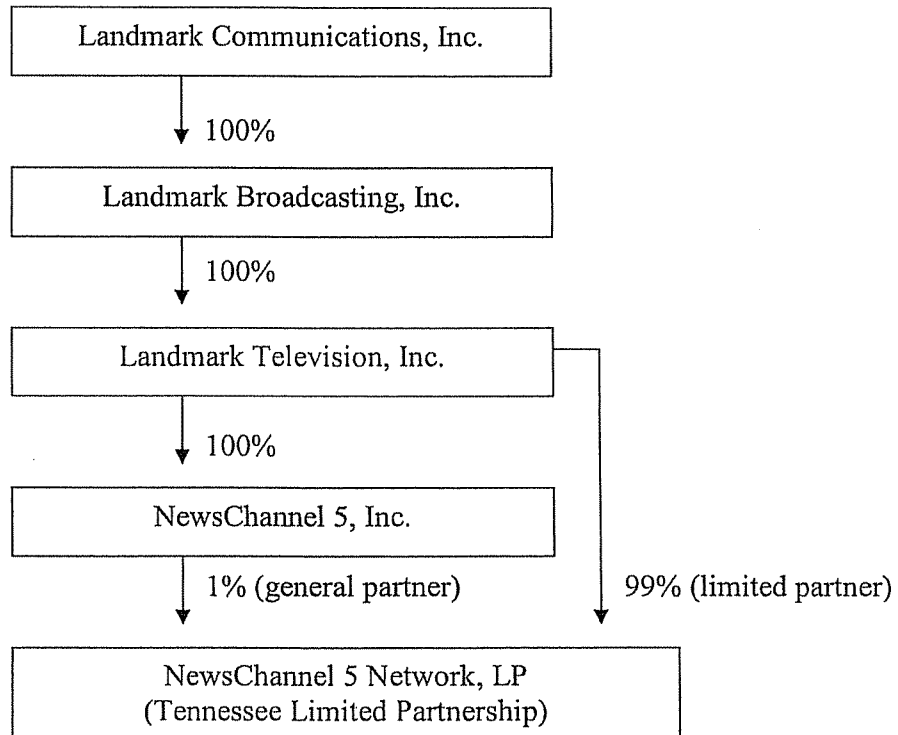 Landmark Communications, Inc.
100%
Landmark Broadcasting, Inc.
100%
Landmark Television, Inc.
100%
NewsChannel 5, Inc.
1% (general partner)
99% (limited partner)
NewsChannel 5 Network, LP
(Tennessee Limited Partnership)